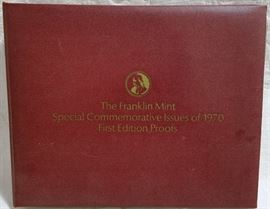 The Franklin Mint
Special Commemorative Issues of 1970
First Edition Proofs